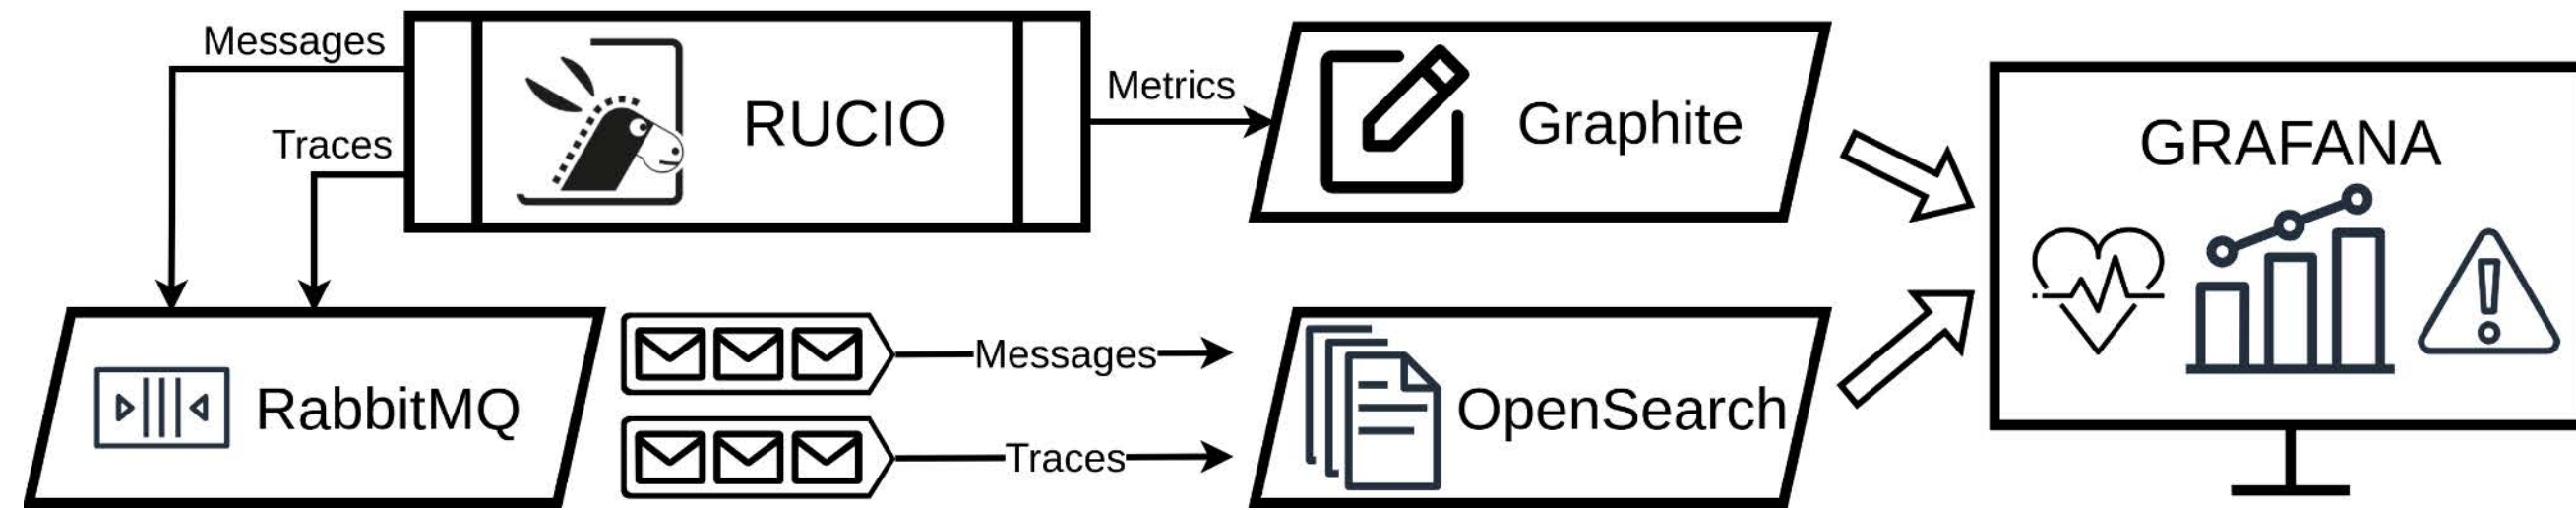 Messages
Traces
RUCIO
Metrics
Graphite
GRAFANA
RabbitMQ
Messages
Traces
OpenSearch